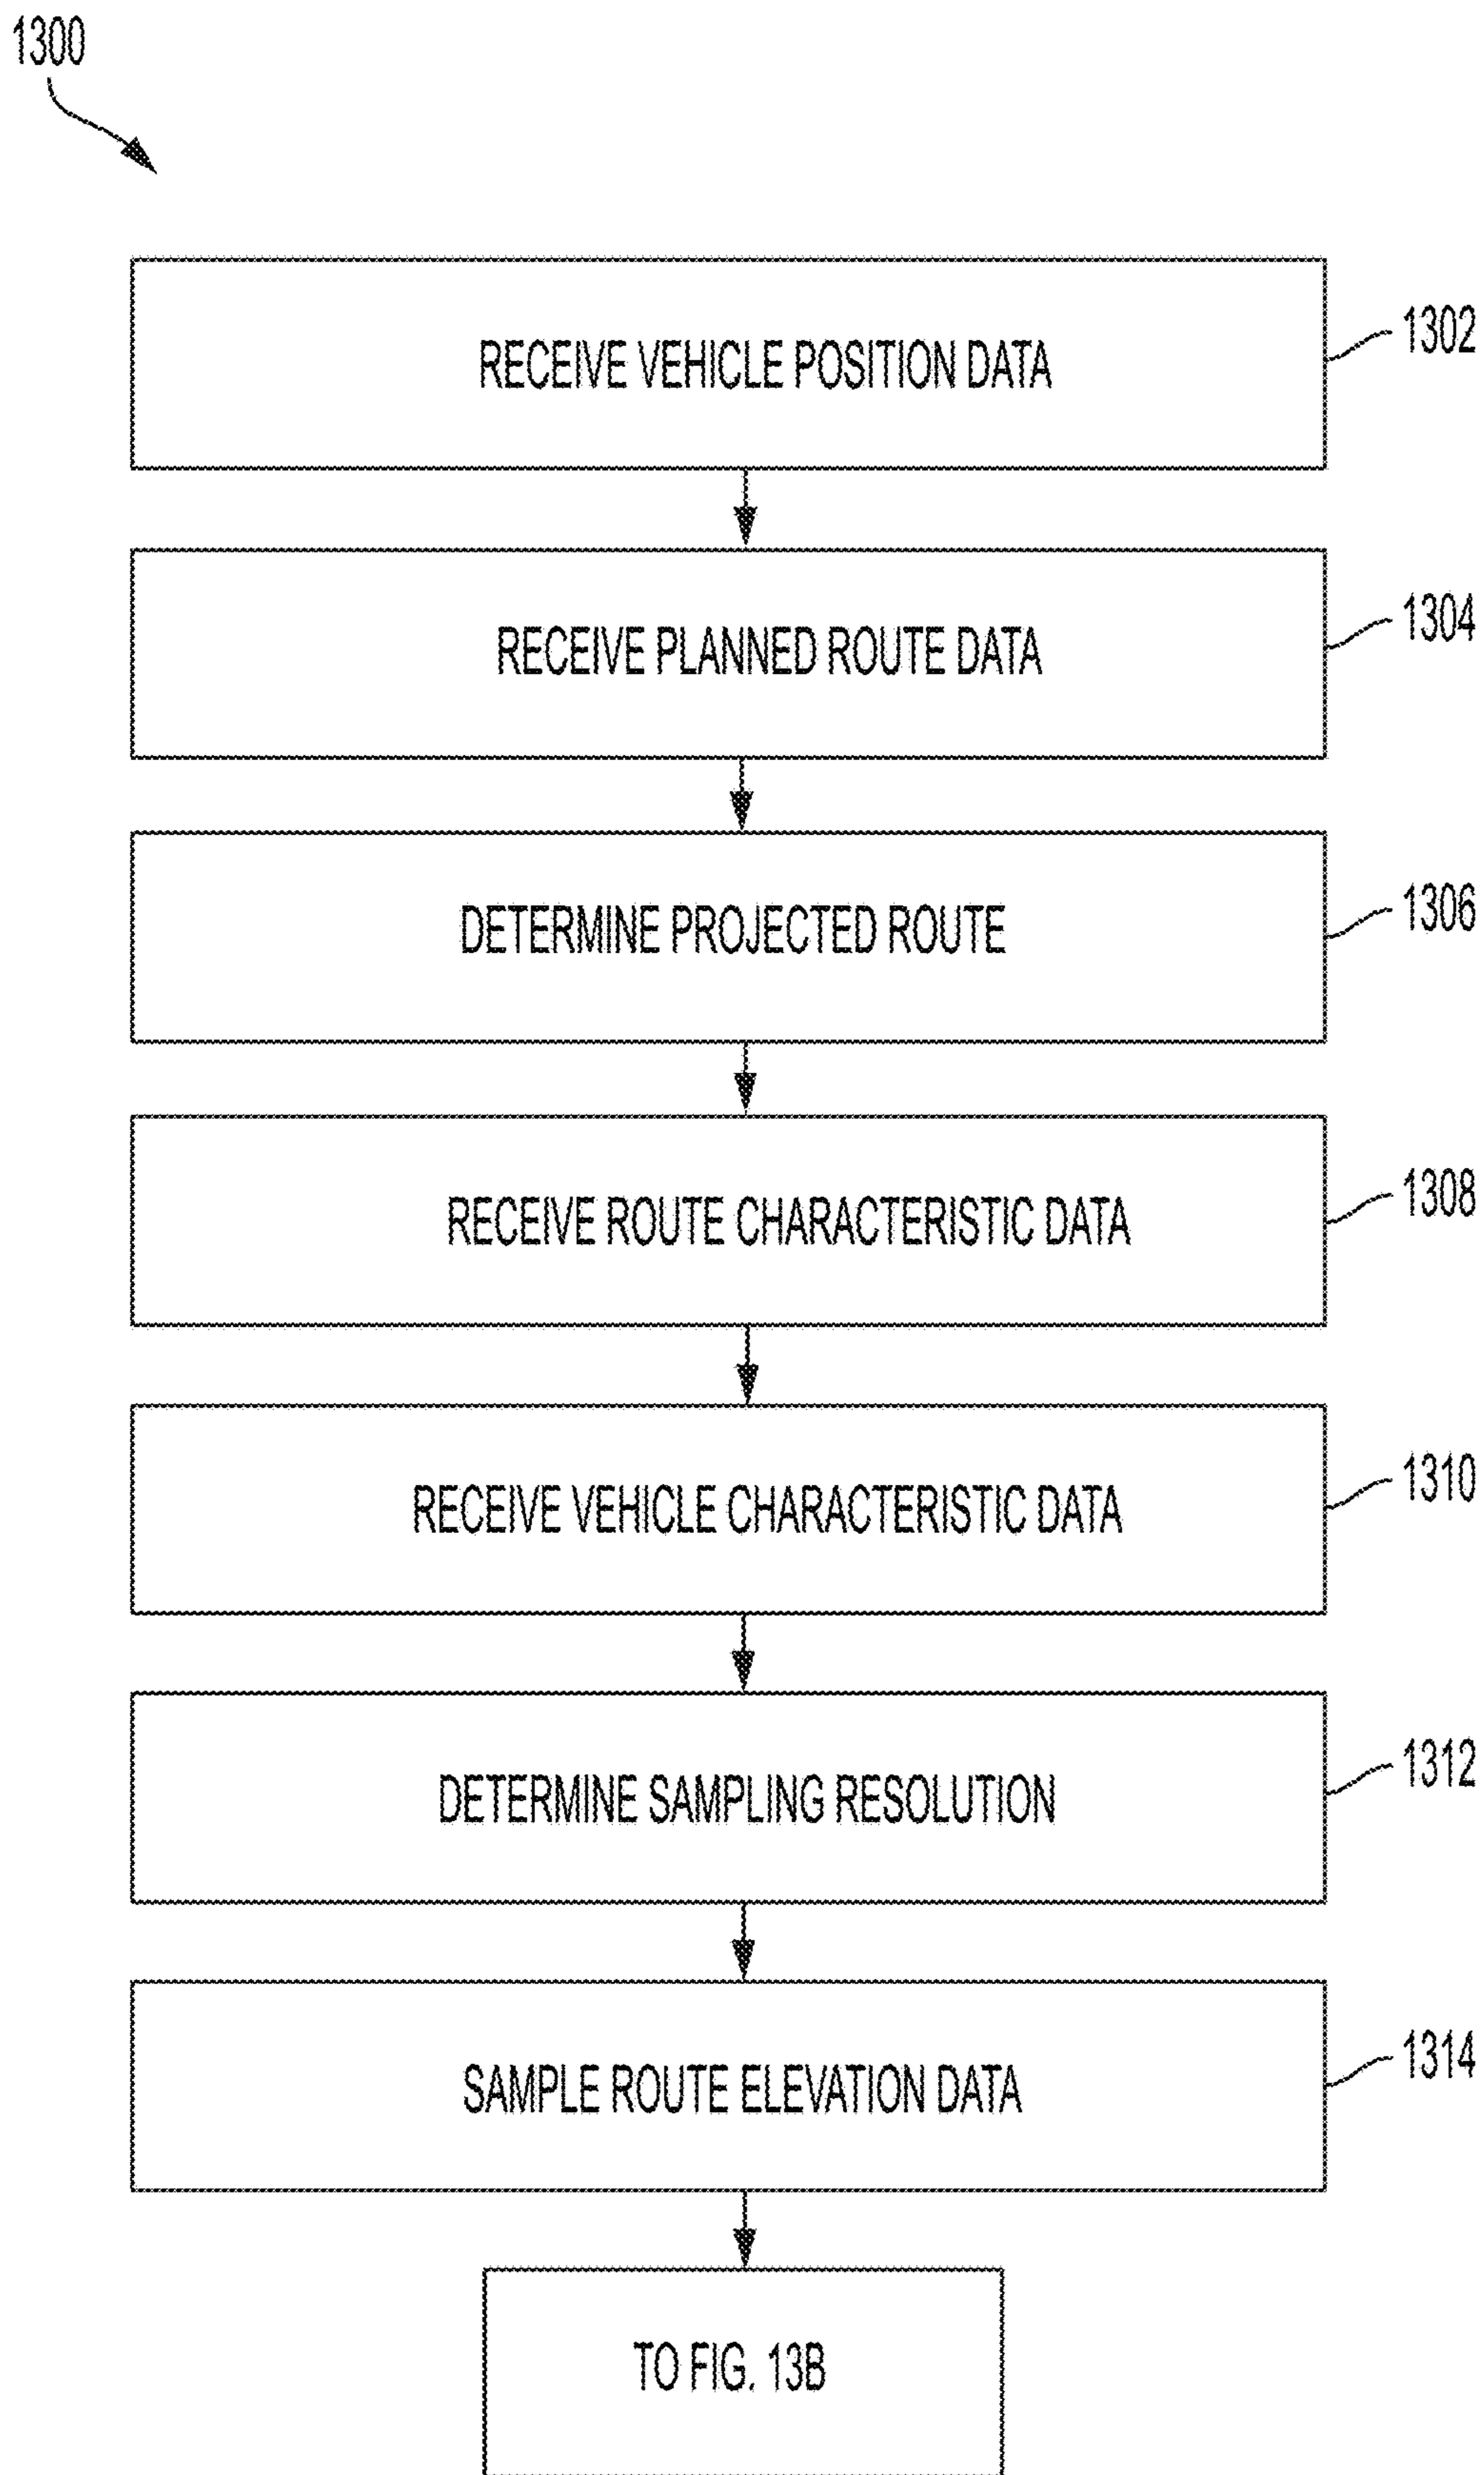 1300
RECEIVE VEHICLE POSITION DATA
1302
RECEIVE PLANNED ROUTE DATA
1304
DETERMINE PROJECTED ROUTE
1306
RECEIVE ROUTE CHARACTERISTIC DATA
1308
RECEIVE VEHICLE CHARACTERISTIC DATA
1310
DETERMINE SAMPLING RESOLUTION
1312
SAMPLE ROUTE ELEVATION DATA
1314
TO FIG. 13B